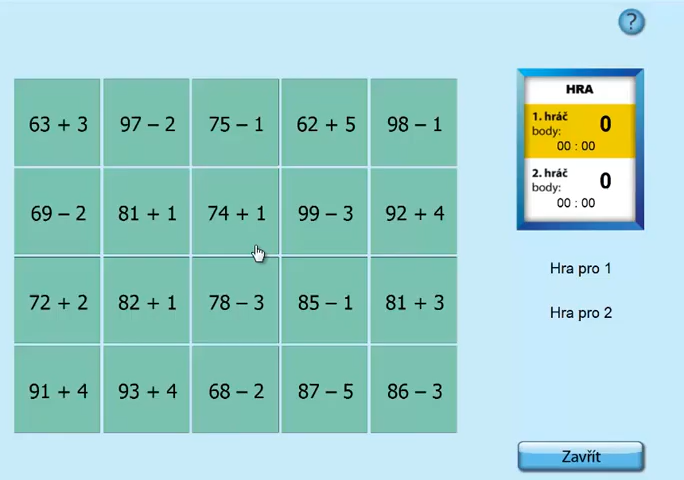 ?
63 + 3 97 – 2 75 – 1 62 + 5 98 – 1
69 – 2 81 + 1 74 + 1 99 – 3 92 + 4
72 + 2 82 + 1 78 – 3 85 – 1 81 + 3
91 + 4 93 + 4 68 – 2 87 – 5 86 – 3
HRA
1. hráč
body: 0
00 : 00
2. hráč
body: 0
00 : 00
Hra pro 1
Hra pro 2
Zavřít